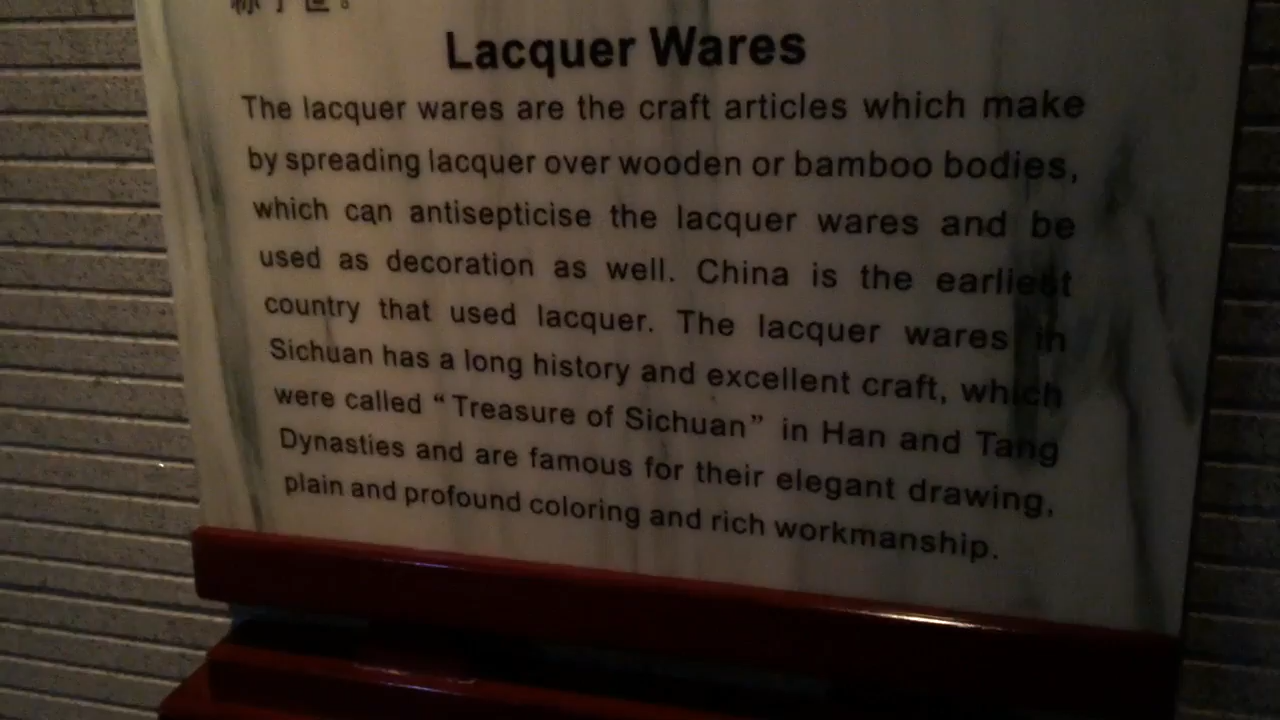 Lacquer Wares
The lacquer wares are the craft articles which make
by spreading lacquer over wooden or bamboo bodies,
which can antisepticise the lacquer wares and be
used as decoration as well. China is the earliest
country that used lacquer. The lacquer wares in
Sichuan has a long history and excellent craft, which
were called “Treasure of Sichuan” in Han and Tang
Dynasties and are famous for their elegant drawing,
plain and profound coloring and rich workmanship.